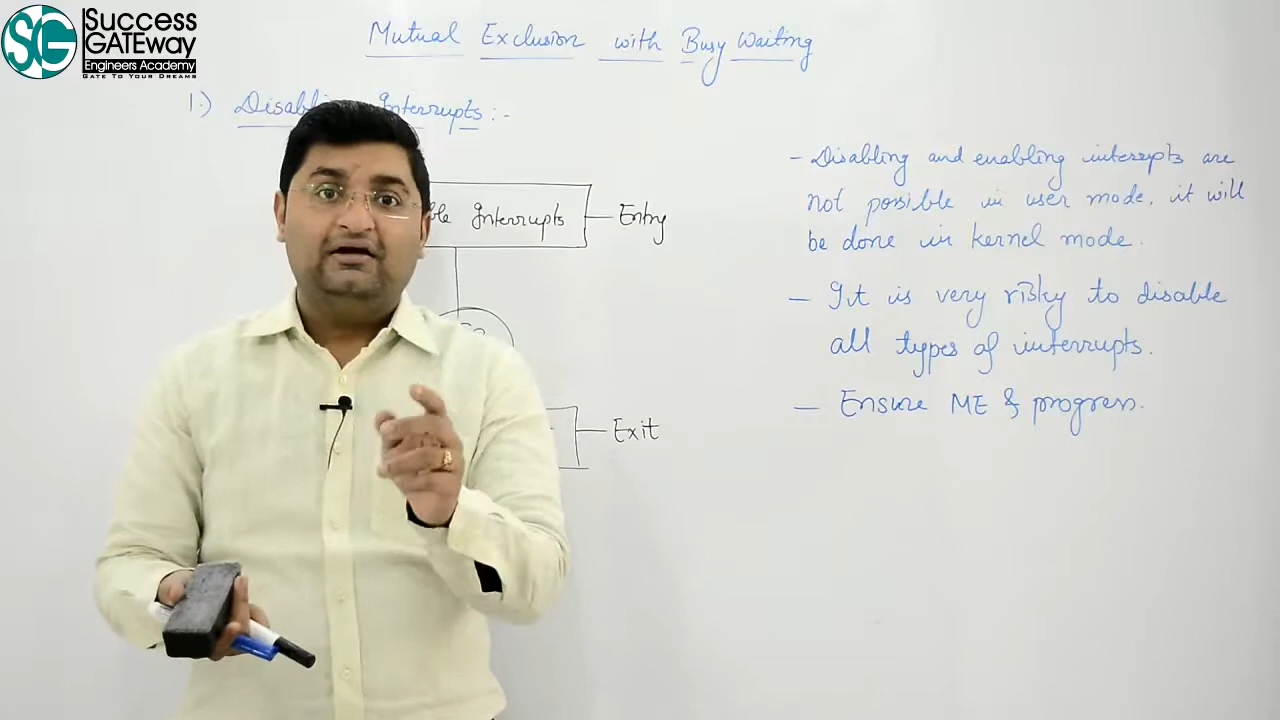 SG
Success
GATEway
Engineers Academy
GATE TO YOUR DREAMS
Mutual Exclusion with Busy Waiting
1.) Interrupts :-
Interrupts — Entry
— Exit
- Disabling and enabling interrupts are
not possible in user mode, it will
be done in kernel mode.
- It is very risky to disable
all types of interrupts.
- Ensure ME & progress.